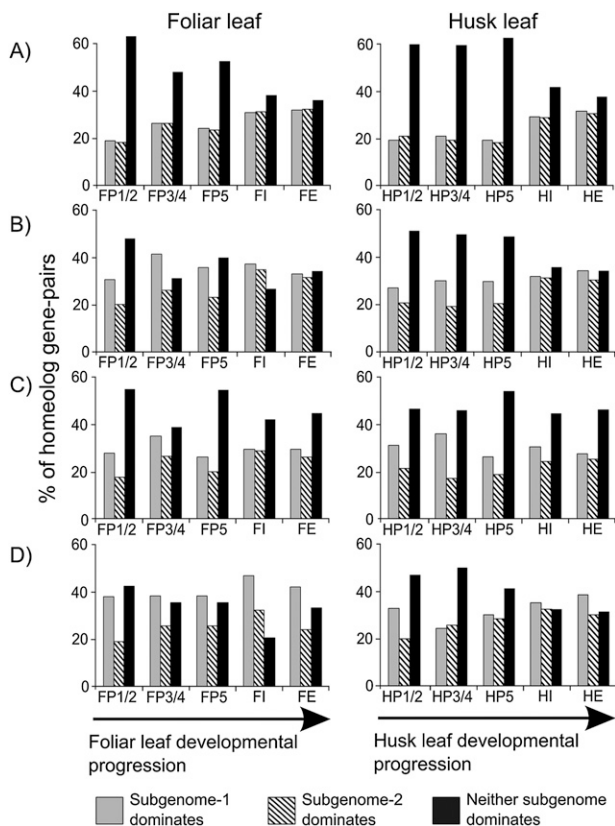 Foliar leaf
Husk leaf
% of homeolog gene-pairs
A)
60
40
20
0
FP1/2 FP3/4 FP5 FI FE
60
40
20
0
HP1/2 HP3/4 HP5 HI HE
B)
60
40
20
0
FP1/2 FP3/4 FP5 FI FE
60
40
20
0
HP1/2 HP3/4 HP5 HI HE
C)
60
40
20
0
FP1/2 FP3/4 FP5 FI FE
60
40
20
0
HP1/2 HP3/4 HP5 HI HE
D)
60
40
20
0
FP1/2 FP3/4 FP5 FI FE
60
40
20
0
HP1/2 HP3/4 HP5 HI HE
Foliar leaf developmental
progression
Husk leaf developmental
progression
Subgenome-1
dominates
Subgenome-2
dominates
Neither subgenome
dominates